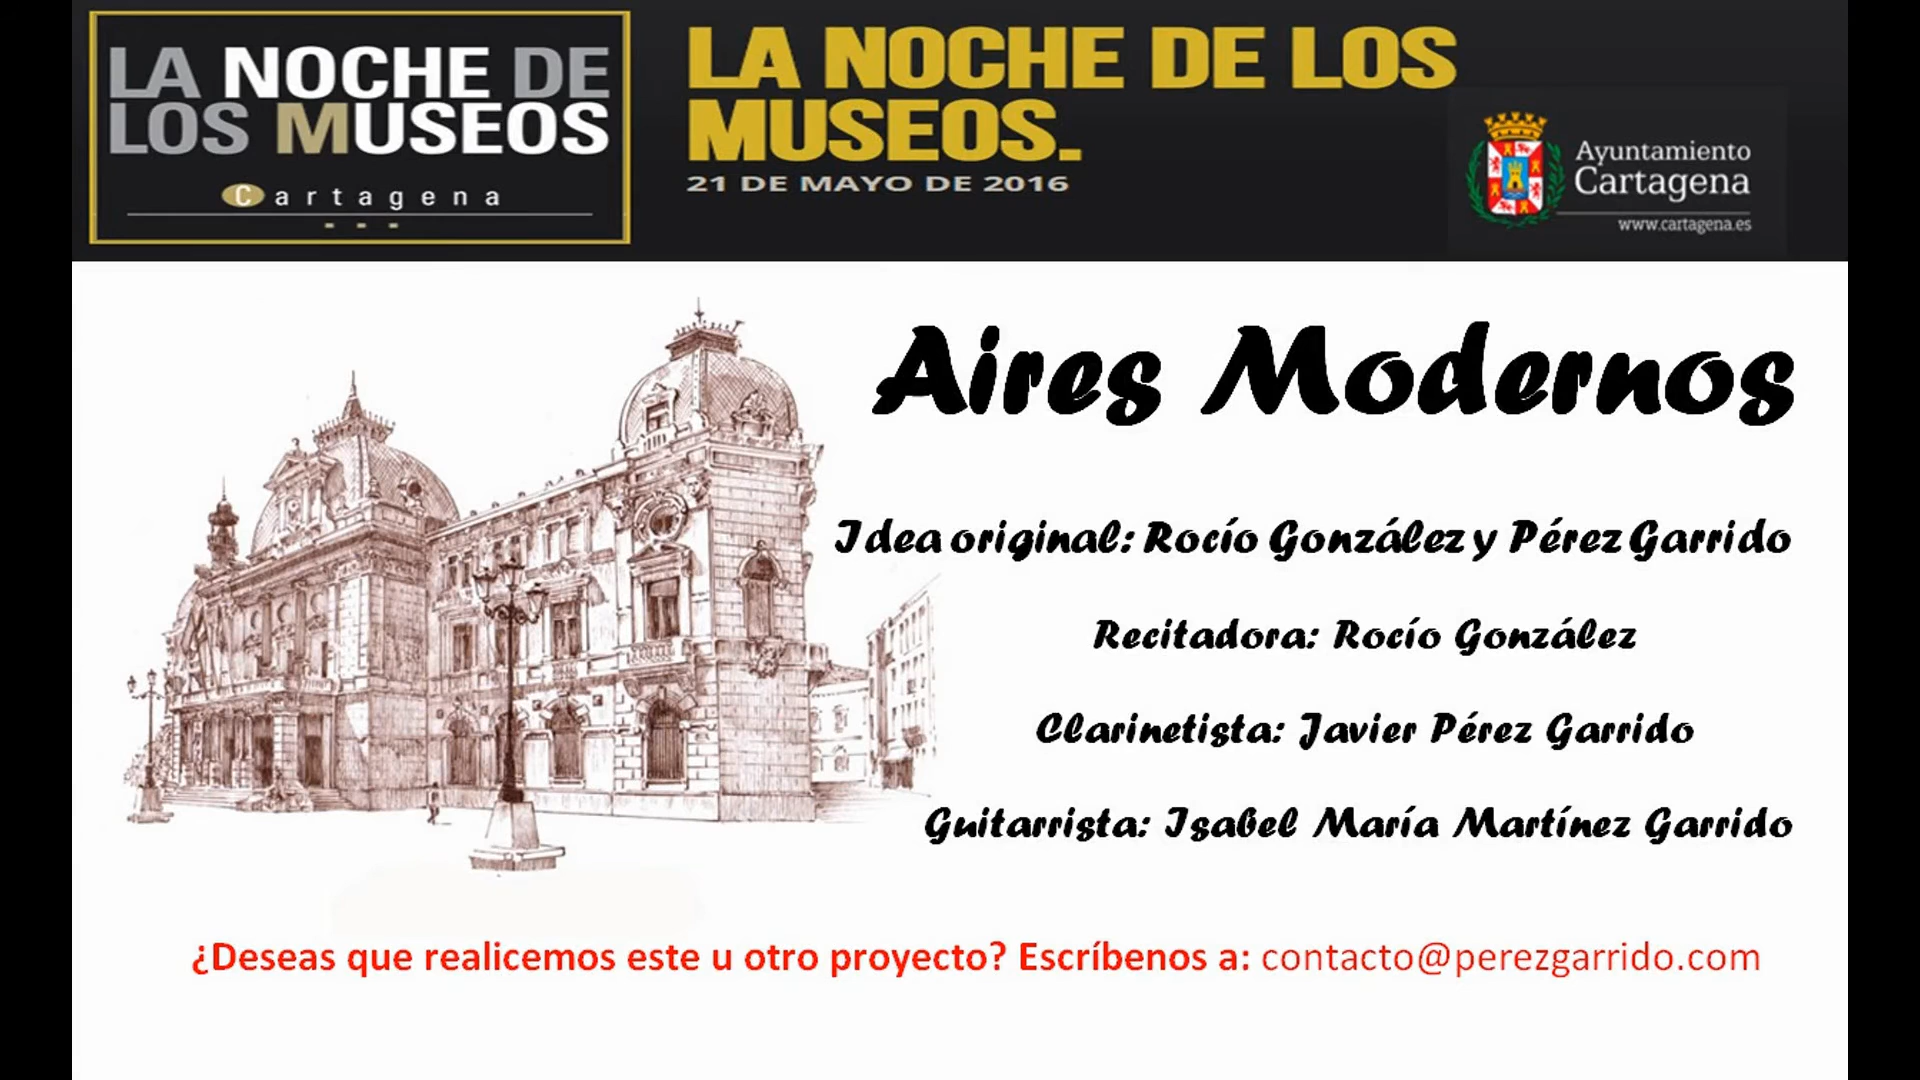 LA NOCHE DE
LOS MUSEOS
Cartagena
LA NOCHE DE LOS
MUSEOS.
21 DE MAYO DE 2016
Ayuntamiento
Cartagena
www.cartagena.es
Aires Modernos
Idea original: Rocío González y Pérez Garrido
Recitadora: Rocío González
Clarinetista: Javier Pérez Garrido
Guitarrista: Isabel María Martínez Garrido
¿Deseas que realicemos este u otro proyecto? Escríbenos a: contacto@perezgarrido.com